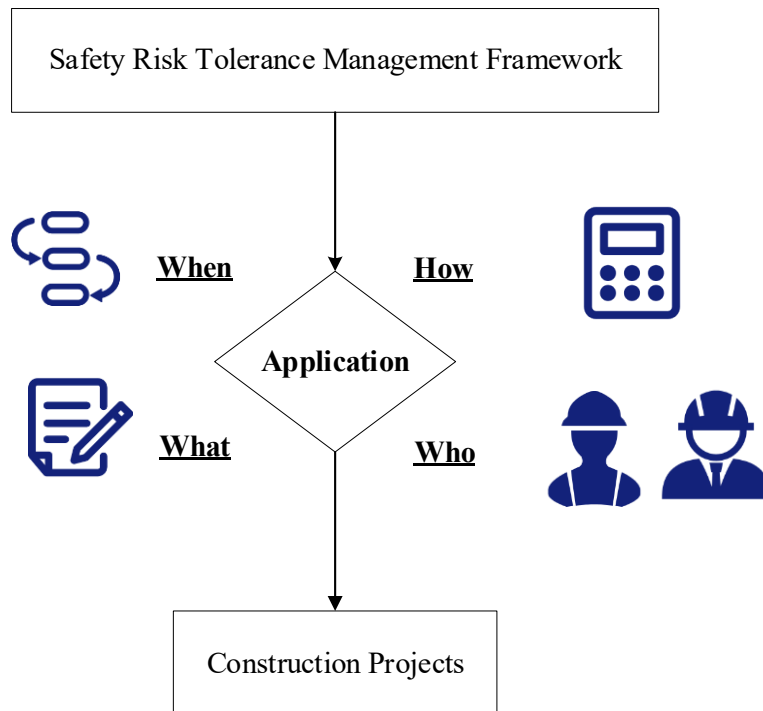 Safety Risk Tolerance Management Framework
When
How
Application
What
Who
Construction Projects